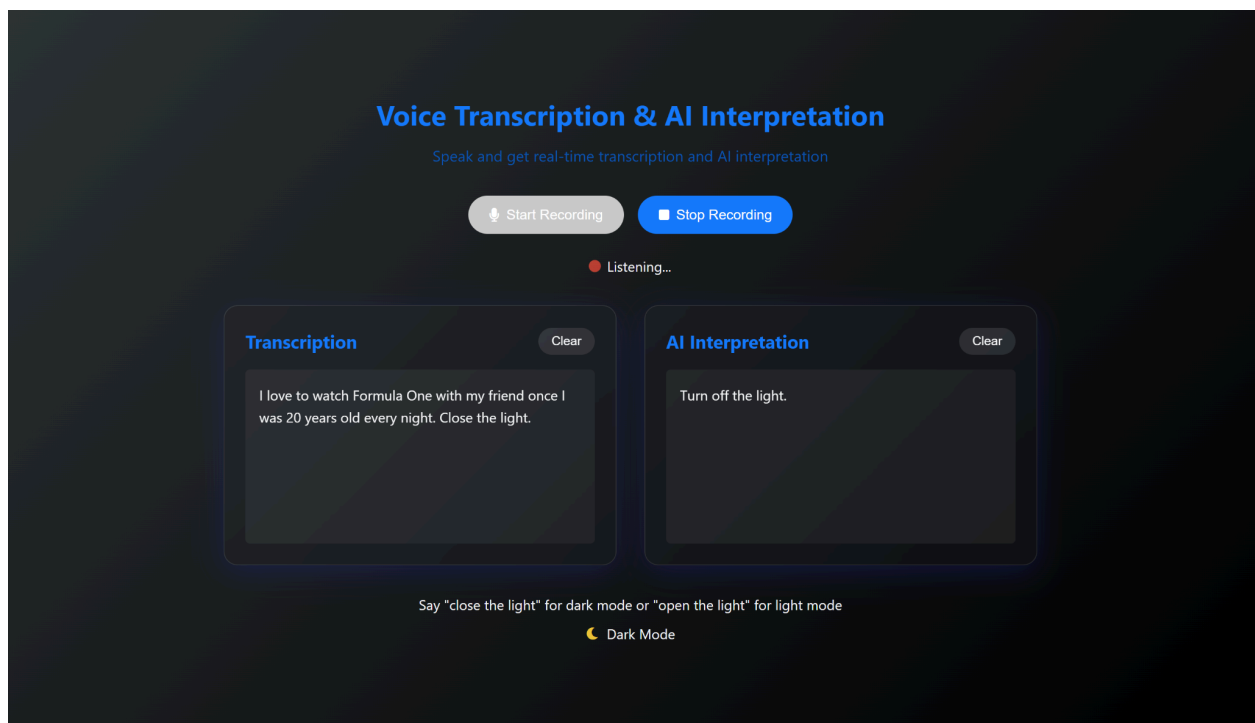 Voice Transcription & AI Interpretation
Speak and get real-time transcription and AI interpretation
Start Recording
Stop Recording
Listening...
Transcription
Clear
I love to watch Formula One with my friend once I
was 20 years old every night. Close the light.
AI Interpretation
Clear
Turn off the light.
Say "close the light" for dark mode or "open the light" for light mode
Dark Mode